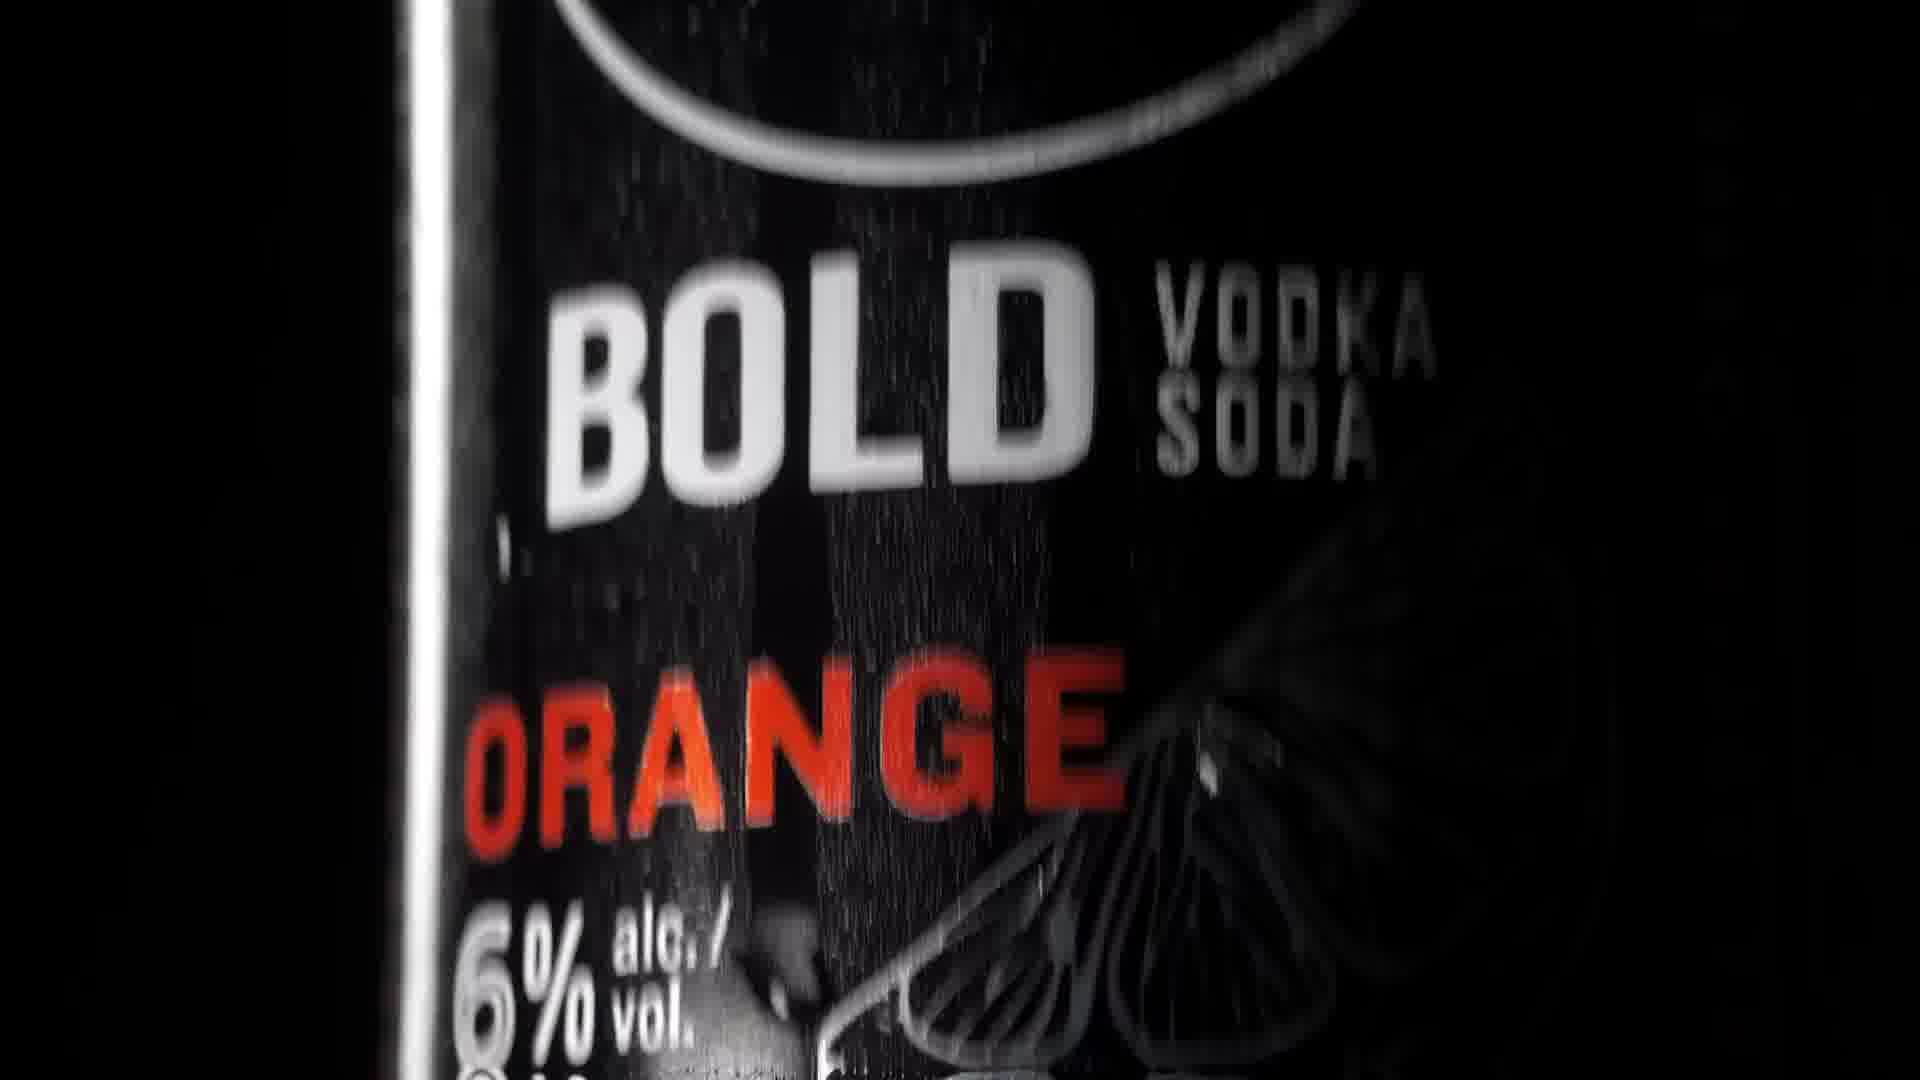 BOLD VODKA
SODA
ORANGE
6% alc./
vol.